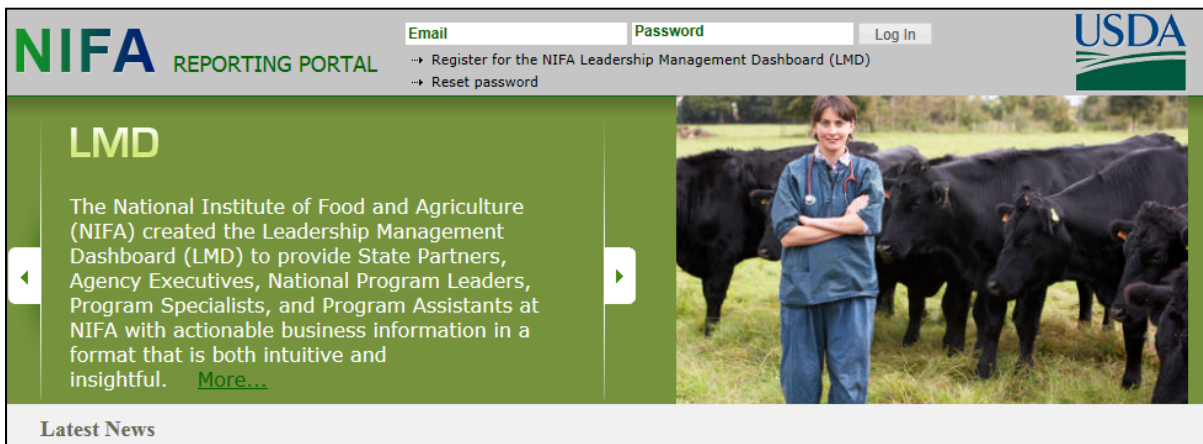 NIFA REPORTING PORTAL
Email
Password
Log In
Register for the NIFA Leadership Management Dashboard (LMD)
Reset password
USDA
LMD
The National Institute of Food and Agriculture
(NIFA) created the Leadership Management
Dashboard (LMD) to provide State Partners,
Agency Executives, National Program Leaders,
Program Specialists, and Program Assistants at
NIFA with actionable business information in a
format that is both intuitive and
insightful. More...
Latest News